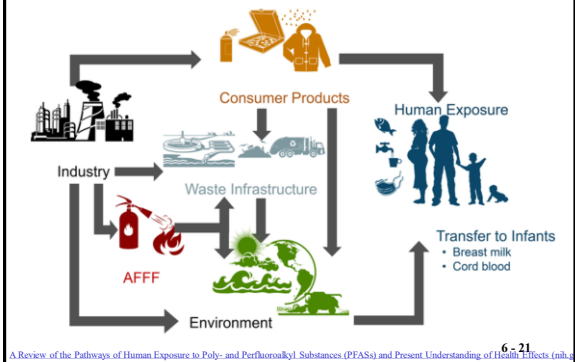 Consumer Products
Human Exposure
Industry
Waste Infrastructure
AFFF
Transfer to Infants
• Breast milk
• Cord blood
Environment
6 - 21
A Review of the Pathways of Human Exposure to Poly- and Perfluoroalkyl Substances (PFASs) and Present Understanding of Health Effects (nih.g